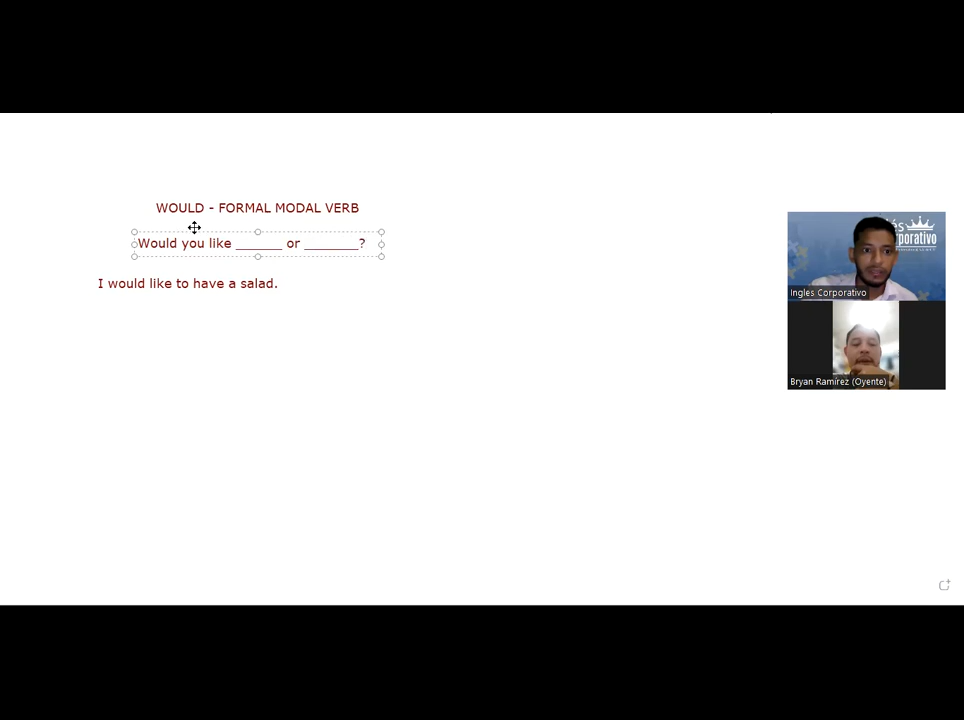 WOULD - FORMAL MODAL VERB
Would you like ______ or _______?
I would like to have a salad.
Ingles Corporativo
Bryan Ramírez (Oyente)